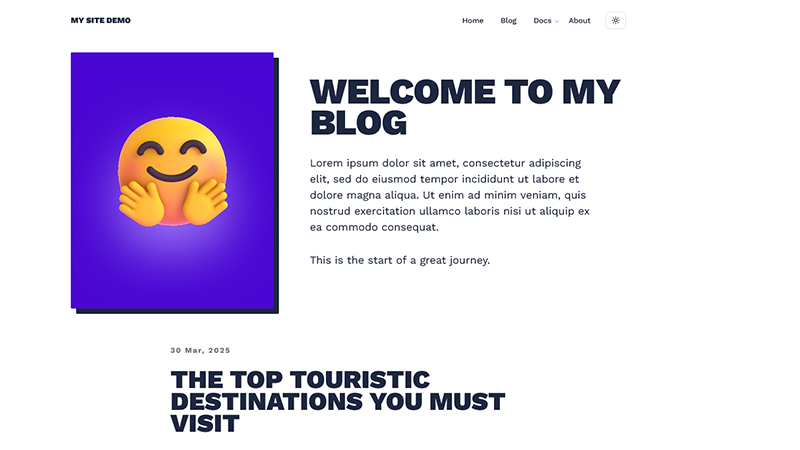 MY SITE DEMO
Home
Blog
Docs
About
WELCOME TO MY
BLOG
Lorem ipsum dolor sit amet, consectetur adipiscing
elit, sed do eiusmod tempor incididunt ut labore et
dolore magna aliqua. Ut enim ad minim veniam, quis
nostrud exercitation ullamco laboris nisi ut aliquip ex
ea commodo consequat.
This is the start of a great journey.
30 Mar, 2025
THE TOP TOURISTIC
DESTINATIONS YOU MUST
VISIT